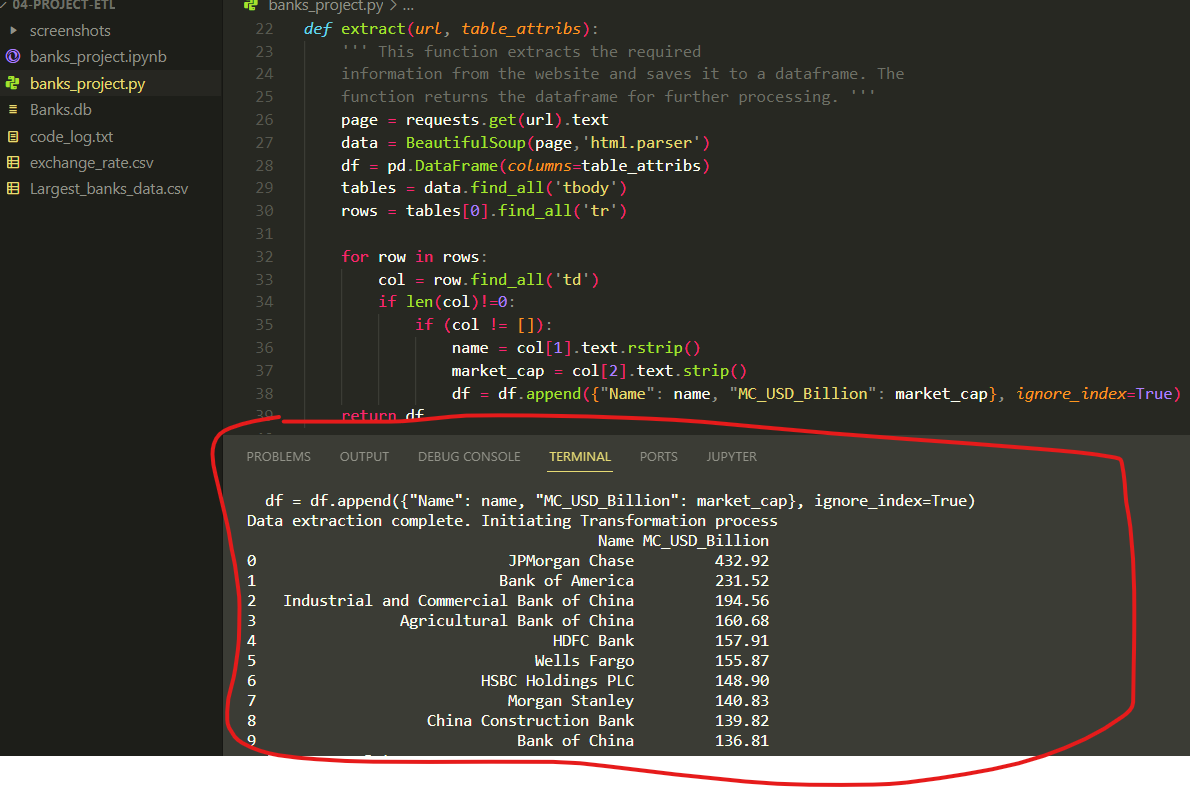 04-PROJECT-ETL
screenshots
banks_project.ipynb
banks_project.py
Banks.db
code_log.txt
exchange_rate.csv
Largest_banks_data.csv
banks_project.py > ...
22 def extract(url, table_attribs):
23 ''' This function extracts the required
24 information from the website and saves it to a dataframe. The
25 function returns the dataframe for further processing. '''
26 page = requests.get(url).text
27 data = BeautifulSoup(page,'html.parser')
28 df = pd.DataFrame(columns=table_attribs)
29 tables = data.find_all('tbody')
30 rows = tables[0].find_all('tr')
31
32 for row in rows:
33 col = row.find_all('td')
34 if len(col)!=0:
35 if (col != []):
36 name = col[1].text.rstrip()
37 market_cap = col[2].text.strip()
38 df = df.append({"Name": name, "MC_USD_Billion": market_cap}, ignore_index=True)
39 return df
PROBLEMS OUTPUT DEBUG CONSOLE TERMINAL PORTS JUPYTER
df = df.append({"Name": name, "MC_USD_Billion": market_cap}, ignore_index=True)
Data extraction complete. Initiating Transformation process
Name MC_USD_Billion
0 JPMorgan Chase 432.92
1 Bank of America 231.52
2 Industrial and Commercial Bank of China 194.56
3 Agricultural Bank of China 160.68
4 HDFC Bank 157.91
5 Wells Fargo 155.87
6 HSBC Holdings PLC 148.90
7 Morgan Stanley 140.83
8 China Construction Bank 139.82
9 Bank of China 136.81